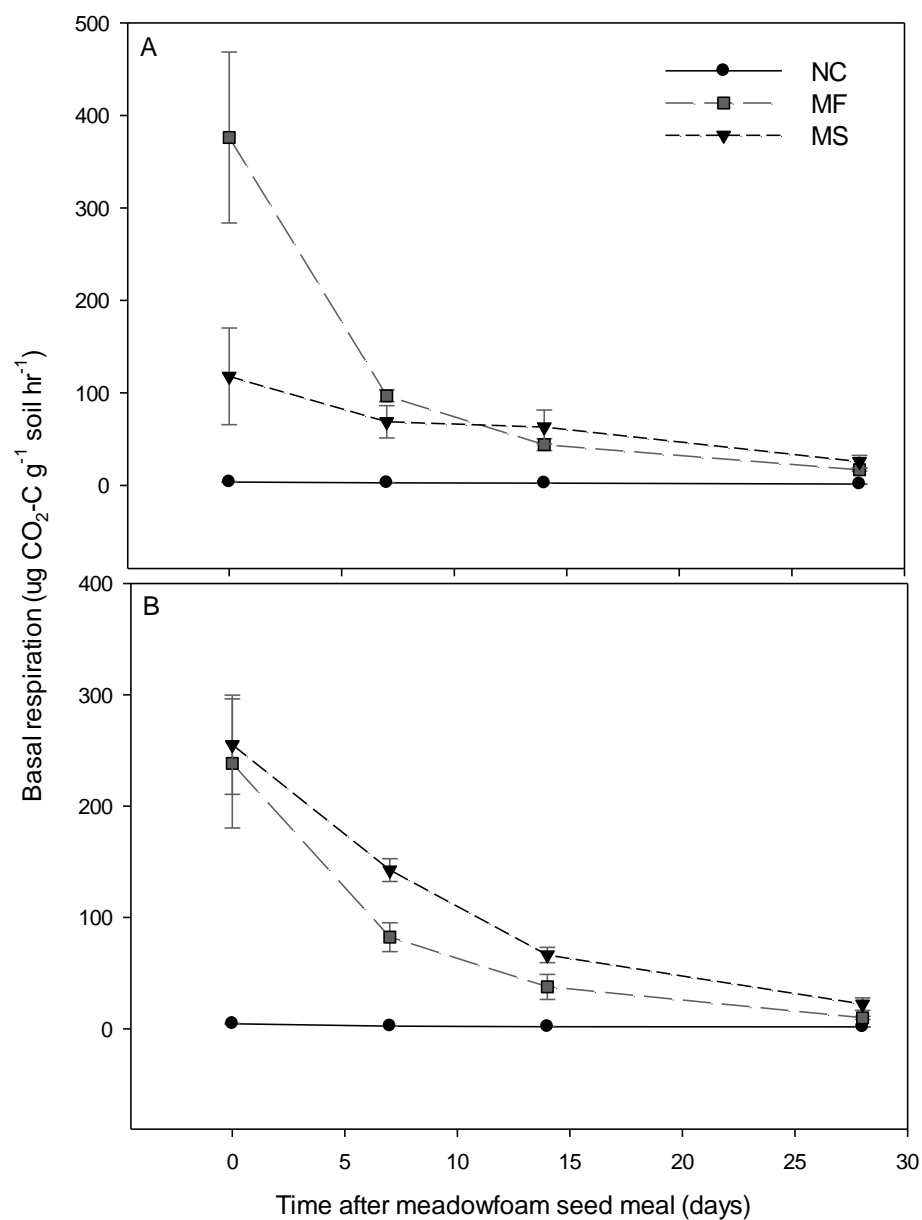 500
400
300
200
100
0
A
NC
MF
MS
Basal respiration (ug CO₂-C g⁻¹ soil hr⁻¹)
400
300
200
100
0
B
0 5 10 15 20 25 30
Time after meadowfoam seed meal (days)